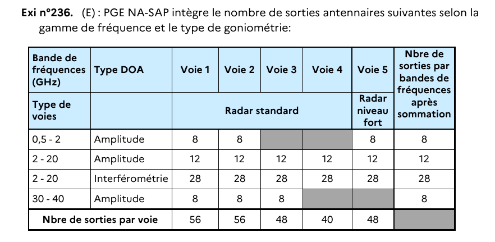 Exi n°236. (E) : PGE NA-SAP intègre le nombre de sorties antennaires suivantes selon la
gamme de fréquence et le type de goniométrie:
Bande de fréquences (GHz) Type DOA Voie 1 Voie 2 Voie 3 Voie 4 Voie 5 Nbre de sorties par bandes de fréquences après sommation
Type de voies Radar standard Radar niveau fort
0,5 - 2 Amplitude 8 8 8 8
2 - 20 Amplitude 12 12 12 12 12 12
2 - 20 Interférométrie 28 28 28 28 28 28
30 - 40 Amplitude 8 8 8 8
Nbre de sorties par voie 56 56 48 40 48